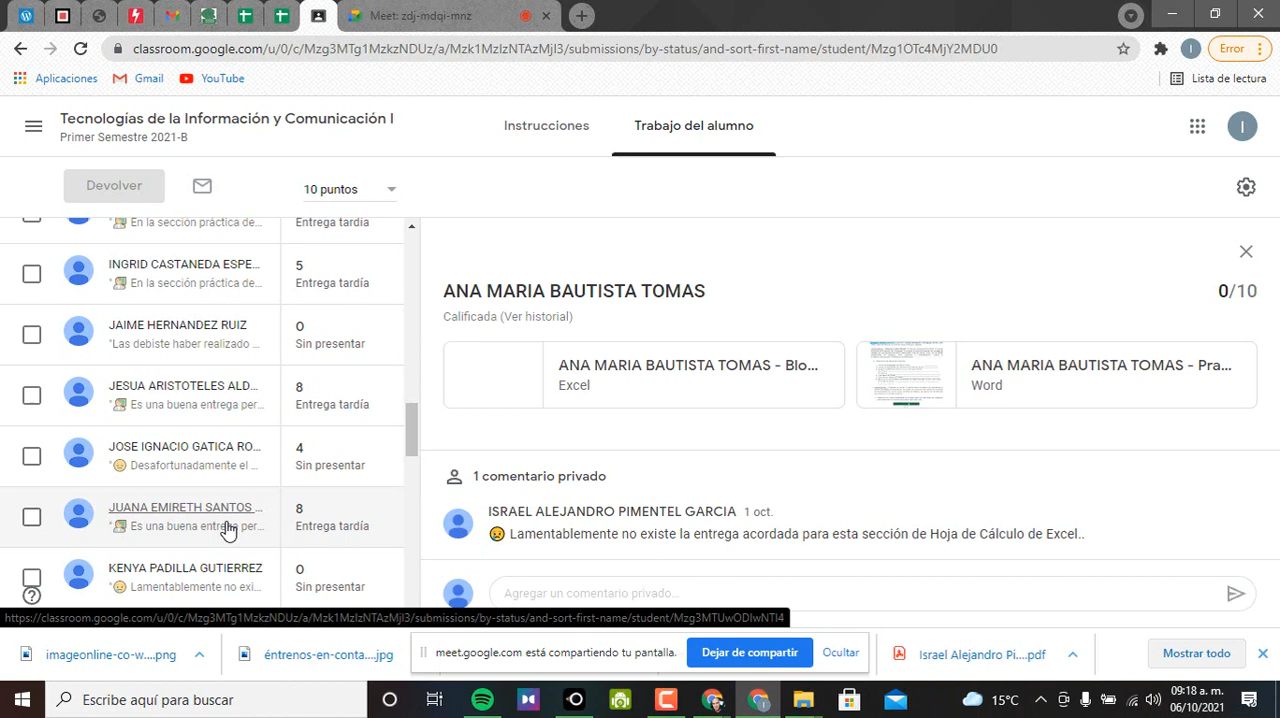 Meet: zdj-mdqi-mnz
classroom.google.com/u/0/c/Mzg3MTg1MzkzNDUz/a/Mzk1MzIzNTAzMjI3/submissions/by-status/and-sort-first-name/student/Mzg1OTc4MjY2MDU0
Error
Aplicaciones
Gmail
YouTube
Lista de lectura
Tecnologías de la Información y Comunicación I
Primer Semestre 2021-B
Instrucciones
Trabajo del alumno
I
Devolver
10 puntos
"En la sección práctica de...
Entrega tardía
INGRID CASTANEDA ESPE...
5
"En la sección práctica de...
Entrega tardía
JAIME HERNANDEZ RUIZ
0
"Las debiste haber realizado ...
Sin presentar
JESUA ARISTOTELES ALD...
8
"Es una buena entrega per...
Entrega tardía
JOSE IGNACIO GATICA RO...
4
"Desafortunadamente el ...
Sin presentar
JUANA EMIRETH SANTOS ...
8
"Es una buena entrega per...
Entrega tardía
KENYA PADILLA GUTIERREZ
0
"Lamentablemente no exi...
Sin presentar
ANA MARIA BAUTISTA TOMAS
0/10
Calificada (Ver historial)
ANA MARIA BAUTISTA TOMAS - Blo...
Excel
ANA MARIA BAUTISTA TOMAS - Pra...
Word
1 comentario privado
ISRAEL ALEJANDRO PIMENTEL GARCIA 1 oct.
Lamentablemente no existe la entrega acordada para esta sección de Hoja de Cálculo de Excel..
Agregar un comentario privado...
https://classroom.google.com/u/0/c/Mzg3MTg1MzkzNDUz/a/Mzk1MzIzNTAzMjI3/submissions/by-status/and-sort-first-name/student/Mzg3MTUwODIwNTI4
imageonline-co-w....png
éntrenos-en-conta....jpg
meet.google.com está compartiendo tu pantalla.
Dejar de compartir
Ocultar
Israel Alejandro Pi....pdf
Mostrar todo
Escribe aquí para buscar
15°C
06/10/2021